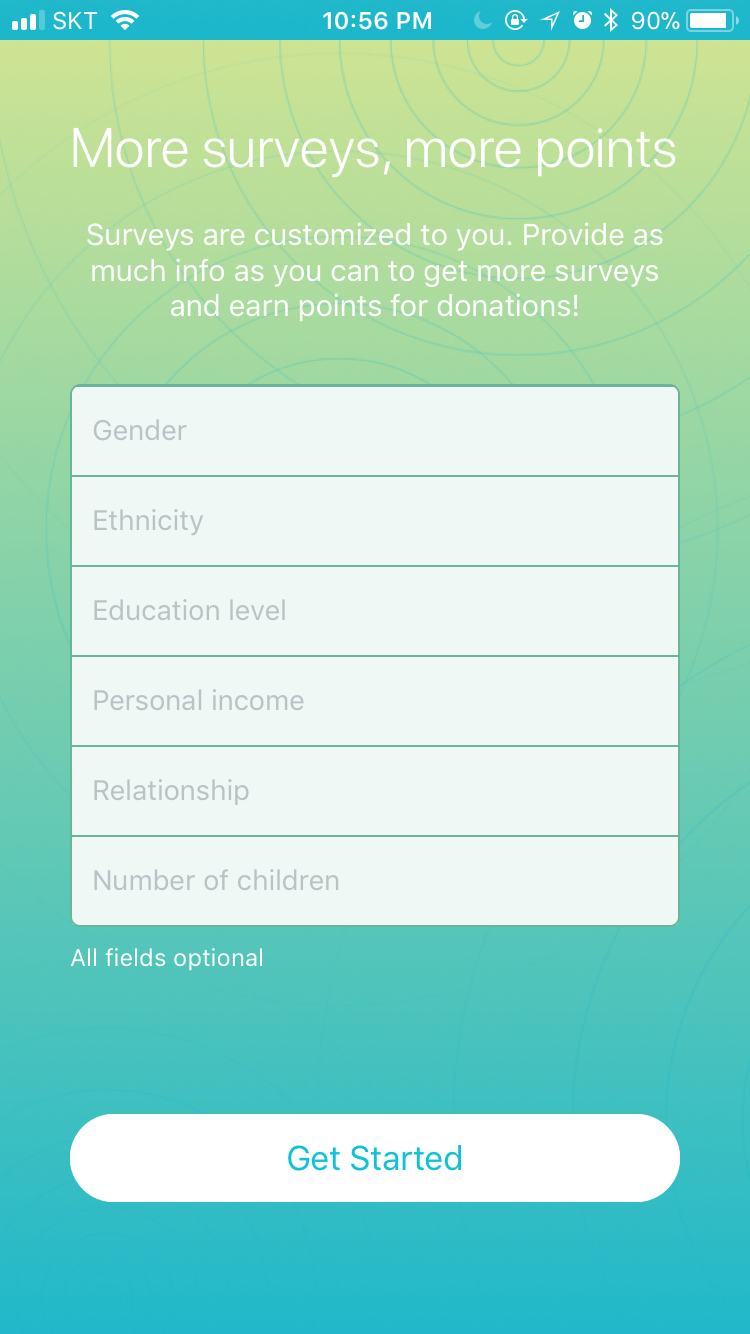 SKT 10:56 PM 90%
More surveys, more points
Surveys are customized to you. Provide as
much info as you can to get more surveys
and earn points for donations!
Gender
Ethnicity
Education level
Personal income
Relationship
Number of children
All fields optional
Get Started